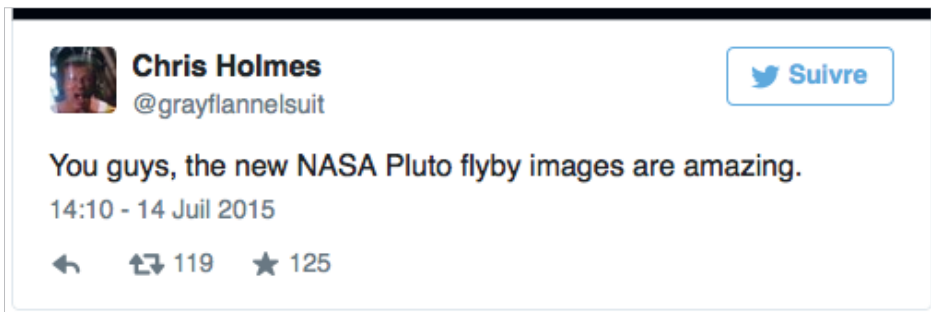 Chris Holmes
Suivre
@grayflannelsuit
You guys, the new NASA Pluto flyby images are amazing.
14:10 - 14 Juil 2015
119 125